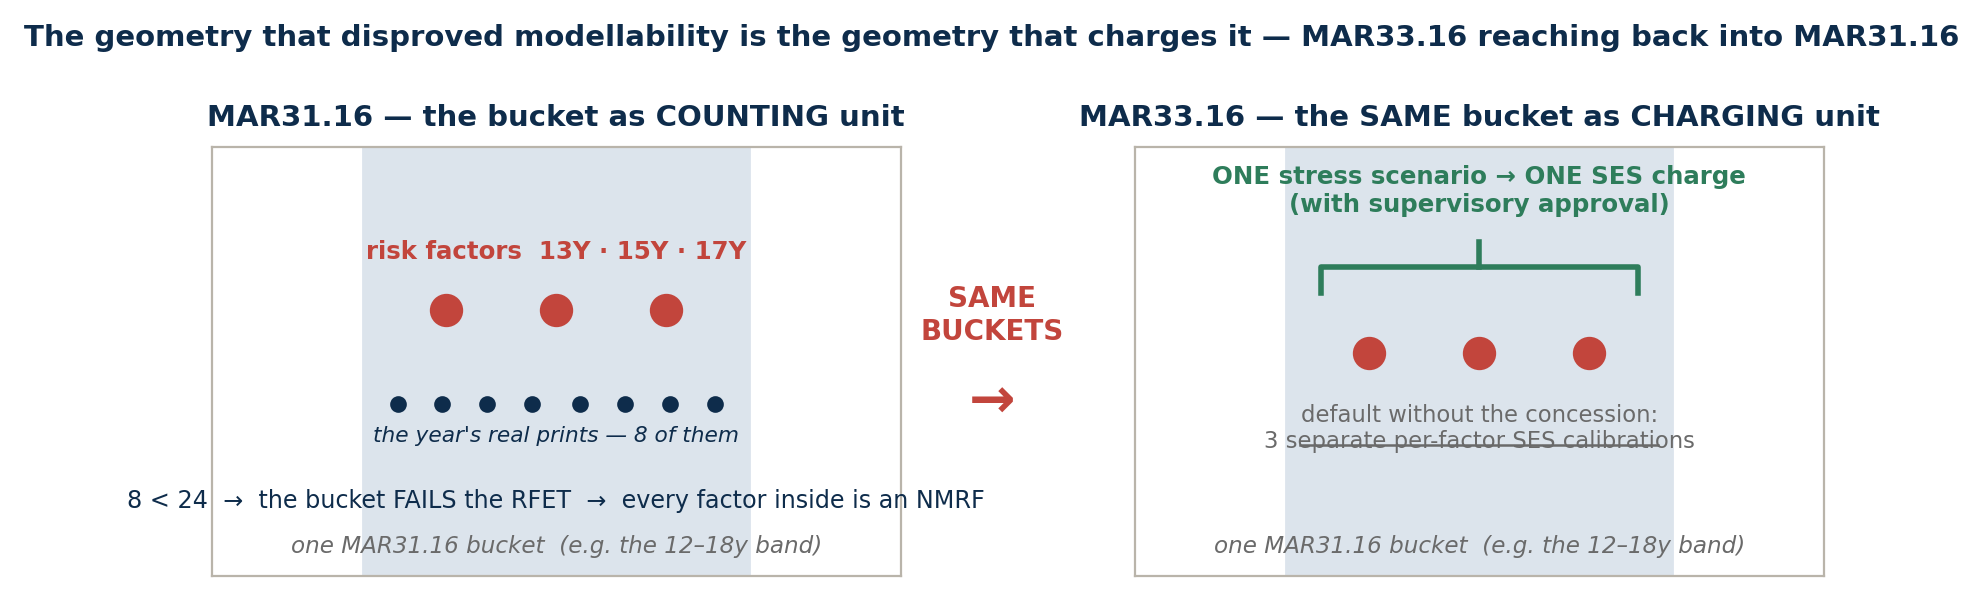 The geometry that disproved modellability is the geometry that charges it — MAR33.16 reaching back into MAR31.16
MAR31.16 — the bucket as COUNTING unit
risk factors  13Y · 15Y · 17Y
the year's real prints — 8 of them
8 < 24  →  the bucket FAILS the RFET  →  every factor inside is an NMRF
one MAR31.16 bucket  (e.g. the 12–18y band)
SAME
BUCKETS
→
MAR33.16 — the SAME bucket as CHARGING unit
ONE stress scenario → ONE SES charge
(with supervisory approval)
default without the concession:
3 separate per-factor SES calibrations
one MAR31.16 bucket  (e.g. the 12–18y band)